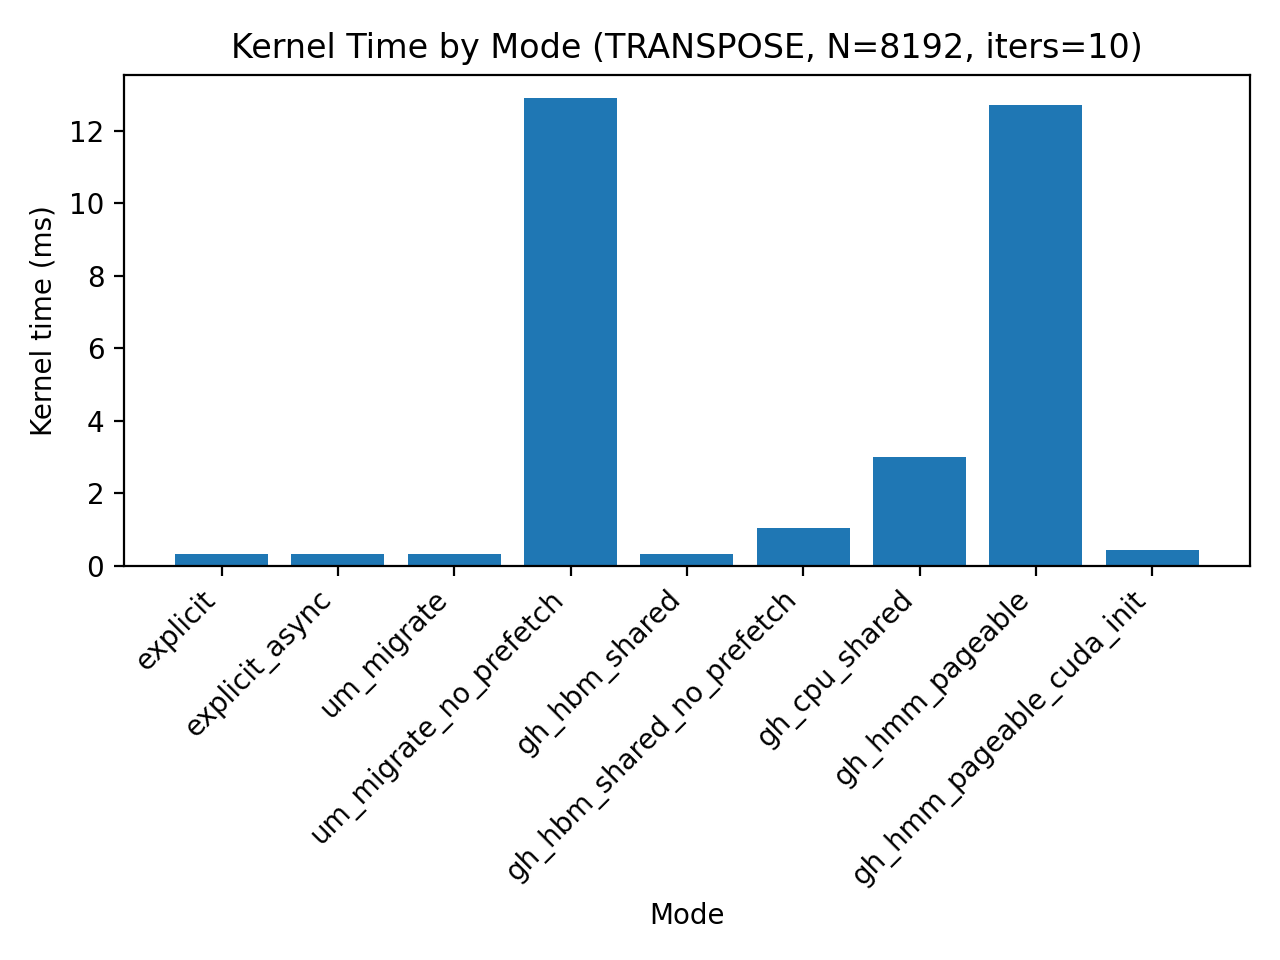 Kernel Time by Mode (TRANSPOSE, N=8192, iters=10)
Kernel time (ms)
12
10
8
6
4
2
0
explicit
explicit_async
um_migrate
um_migrate_no_prefetch
gh_hbm_shared
gh_hbm_shared_no_prefetch
gh_cpu_shared
gh_hmm_pageable
gh_hmm_pageable_cuda_init
Mode